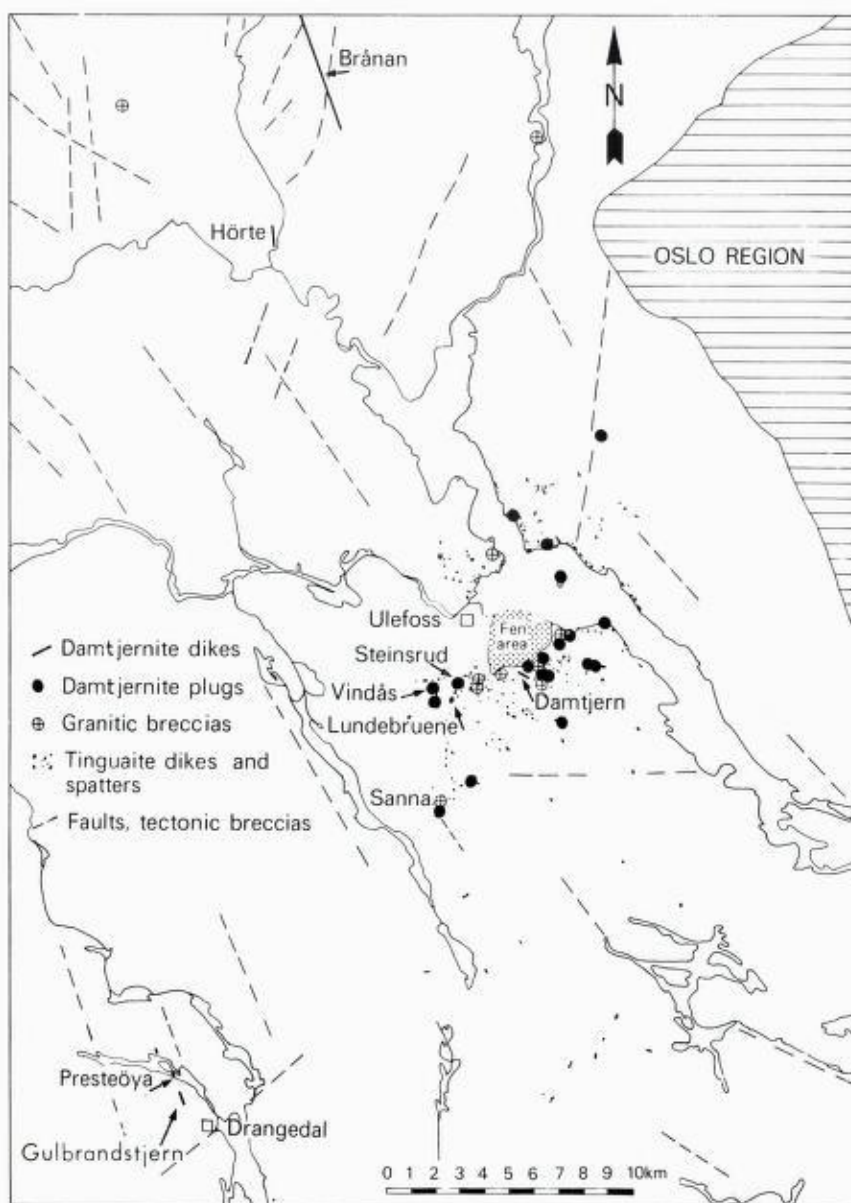 Brånan
N
Hörte
OSLO REGION
Ulefoss
Fen
area
Steinsrud
Vindås
Damtjern
Lundebruene
Sanna
Damtjernite dikes
Damtjernite plugs
Granitic breccias
Tinguaite dikes and
spatters
Faults, tectonic breccias
Presteöya
Drangedal
Gulbrandstjern
0 1 2 3 4 5 6 7 8 9 10km